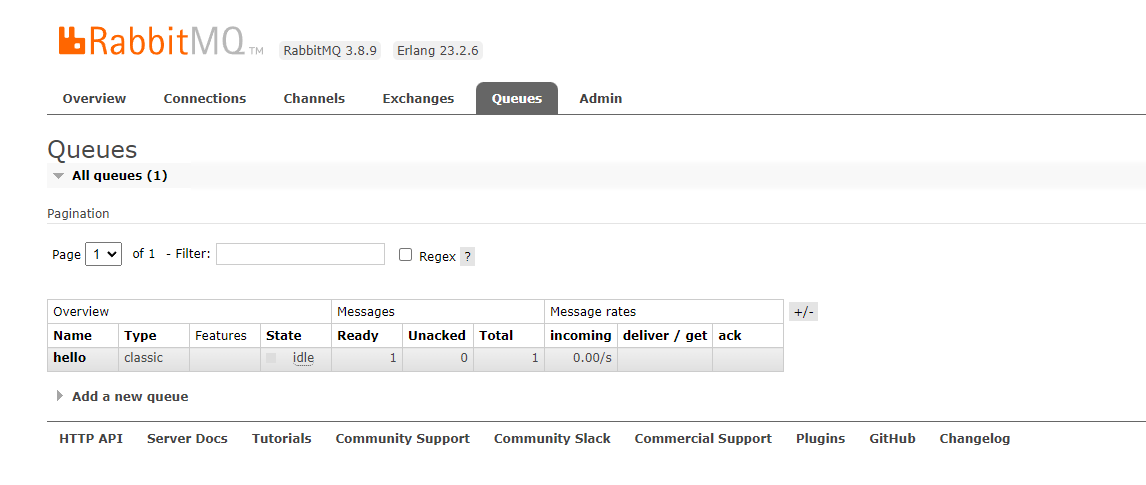 RabbitMQ TM RabbitMQ 3.8.9 Erlang 23.2.6
Overview Connections Channels Exchanges Queues Admin
Queues
All queues (1)
Pagination
Page 1 of 1 - Filter: Regex ?
Overview Messages Message rates +/-
Name Type Features State Ready Unacked Total incoming deliver / get ack
hello classic idle 1 0 1 0.00/s
Add a new queue
HTTP API Server Docs Tutorials Community Support Community Slack Commercial Support Plugins GitHub Changelog